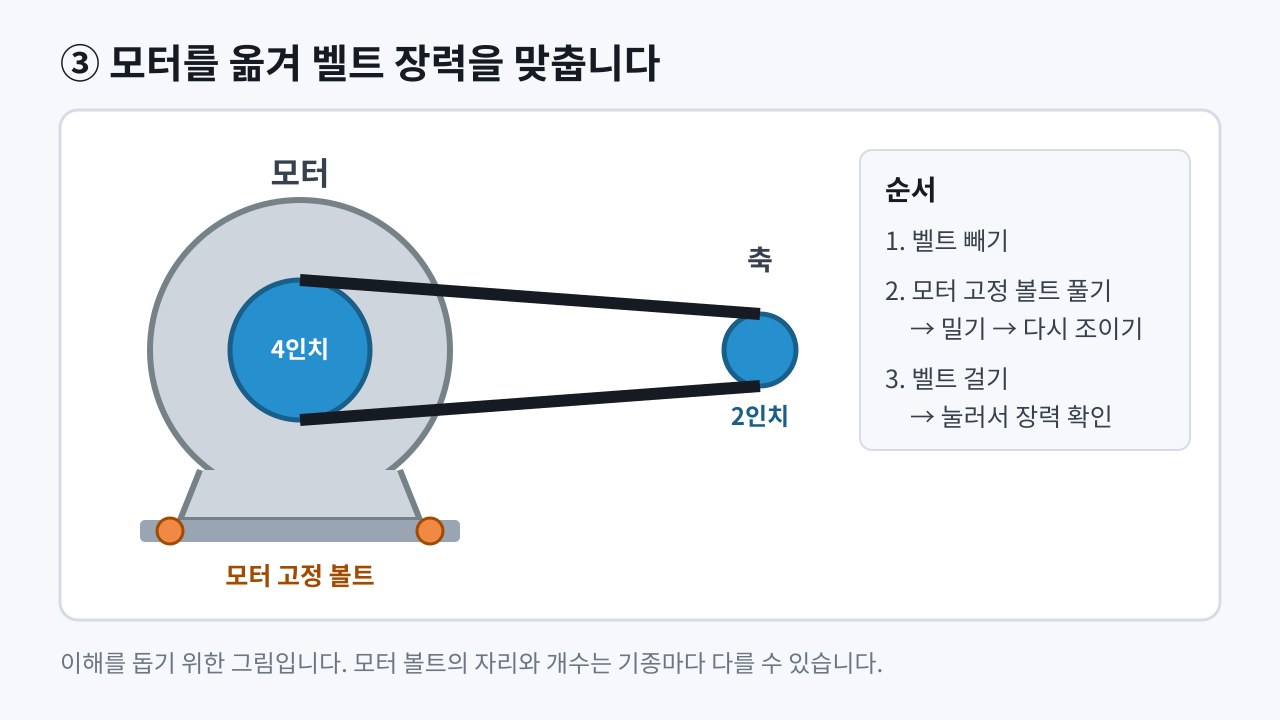 ③ 모터를 옮겨 벨트 장력을 맞춥니다
모터
축
4인치
2인치
모터 고정 볼트
순서
1. 벨트 빼기
2. 모터 고정 볼트 풀기
→ 밀기 → 다시 조이기
3. 벨트 걸기
→ 눌러서 장력 확인
이해를 돕기 위한 그림입니다. 모터 볼트의 자리와 개수는 기종마다 다를 수 있습니다.